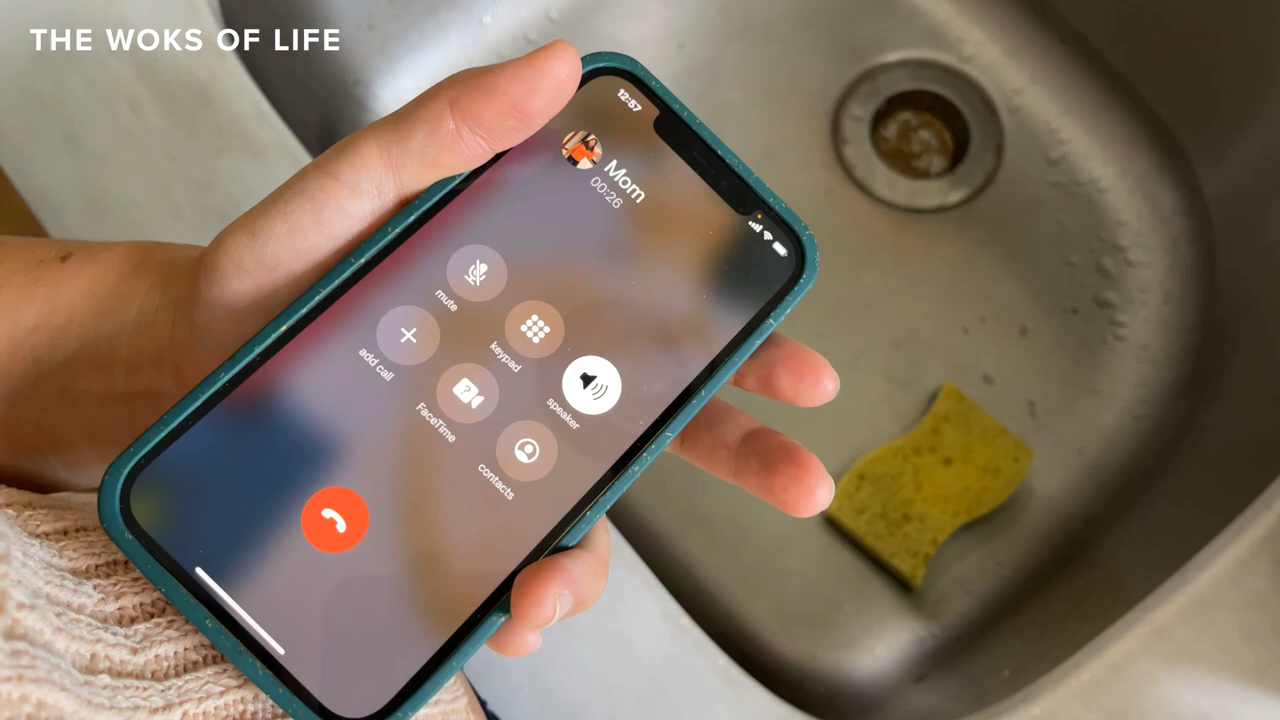 THE WOKS OF LIFE
12:57
Mom
00:26
mute
keypad
speaker
add call
FaceTime
contacts